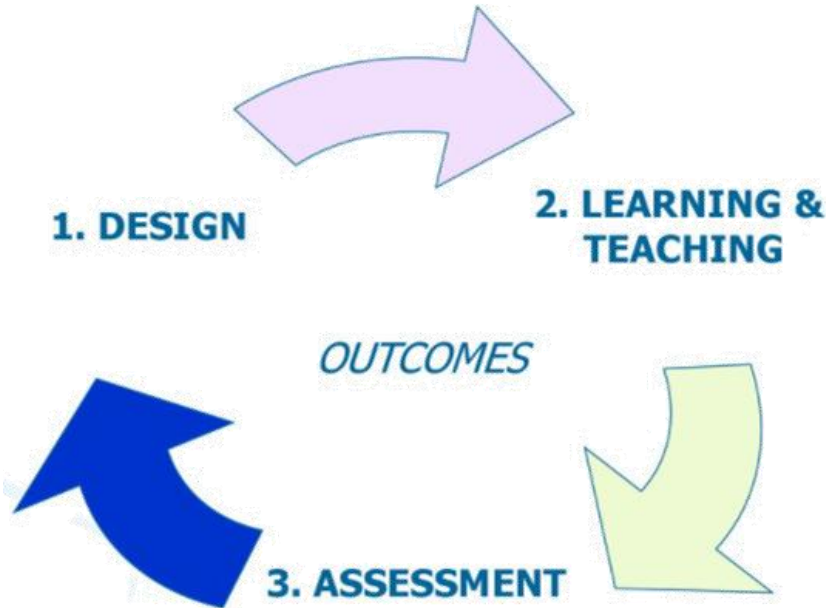 1. DESIGN
2. LEARNING &
TEACHING
OUTCOMES
3. ASSESSMENT